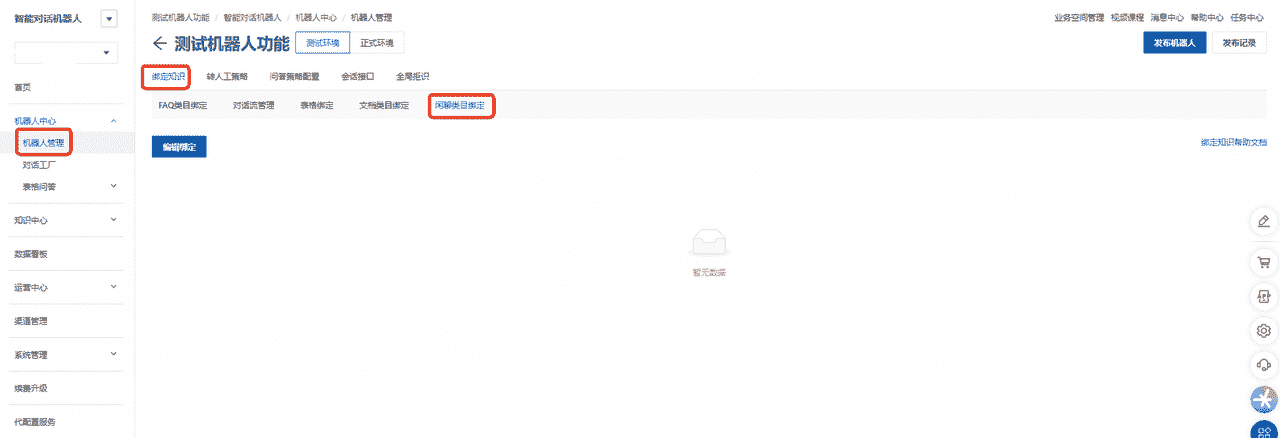 智能对话机器人
测试机器人功能 / 智能对话机器人 / 机器人中心 / 机器人管理
业务空间管理 视频课程 消息中心 帮助中心 任务中心
测试机器人功能 测试环境 正式环境
发布机器人 发布记录
绑定知识 转人工策略 问答策略配置 会话接口 全局拒识
FAQ类目绑定 对话流管理 表格绑定 文档类目绑定 闲聊类目绑定
编辑绑定
绑定知识帮助文档
暂无数据
首页
机器人中心
机器人管理
对话工厂
表格问答
知识中心
数据看板
运营中心
渠道管理
系统管理
续费升级
代配置服务